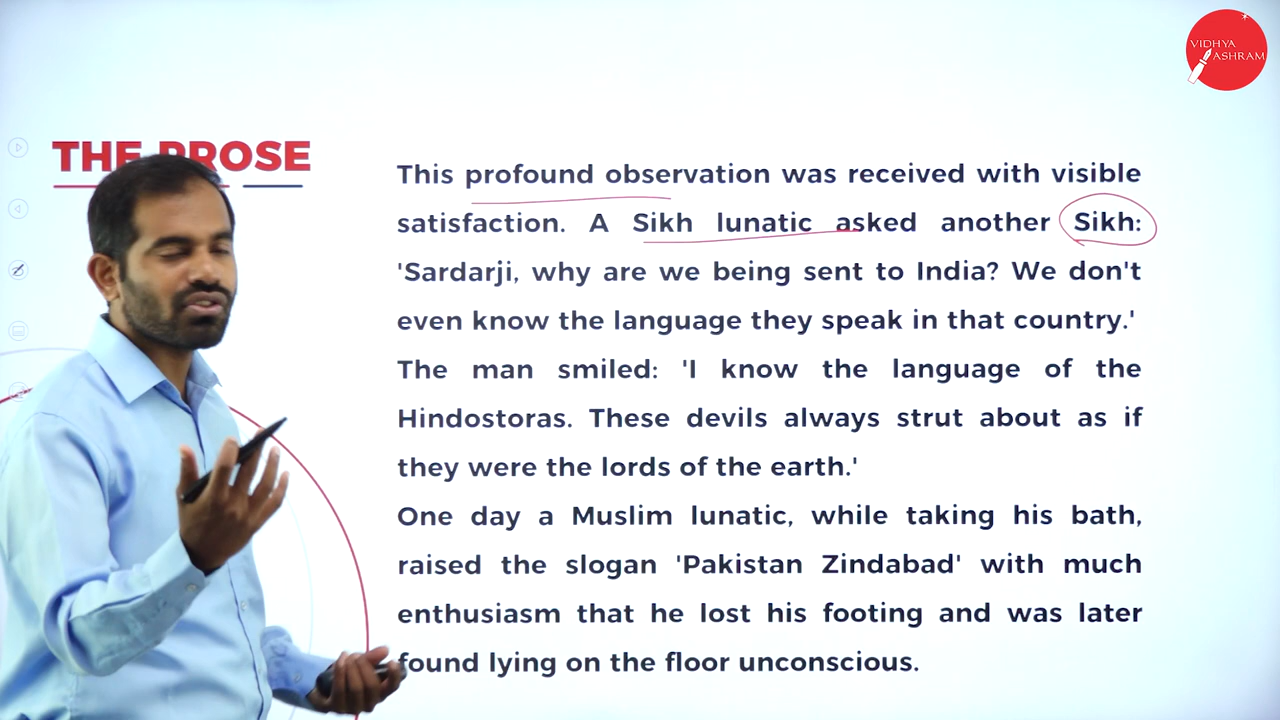 VIDHYA
ASHRAM
THE PROSE
This profound observation was received with visible
satisfaction. A Sikh lunatic asked another Sikh:
'Sardarji, why are we being sent to India? We don't
even know the language they speak in that country.'
The man smiled: 'I know the language of the
Hindostoras. These devils always strut about as if
they were the lords of the earth.'
One day a Muslim lunatic, while taking his bath,
raised the slogan 'Pakistan Zindabad' with much
enthusiasm that he lost his footing and was later
found lying on the floor unconscious.